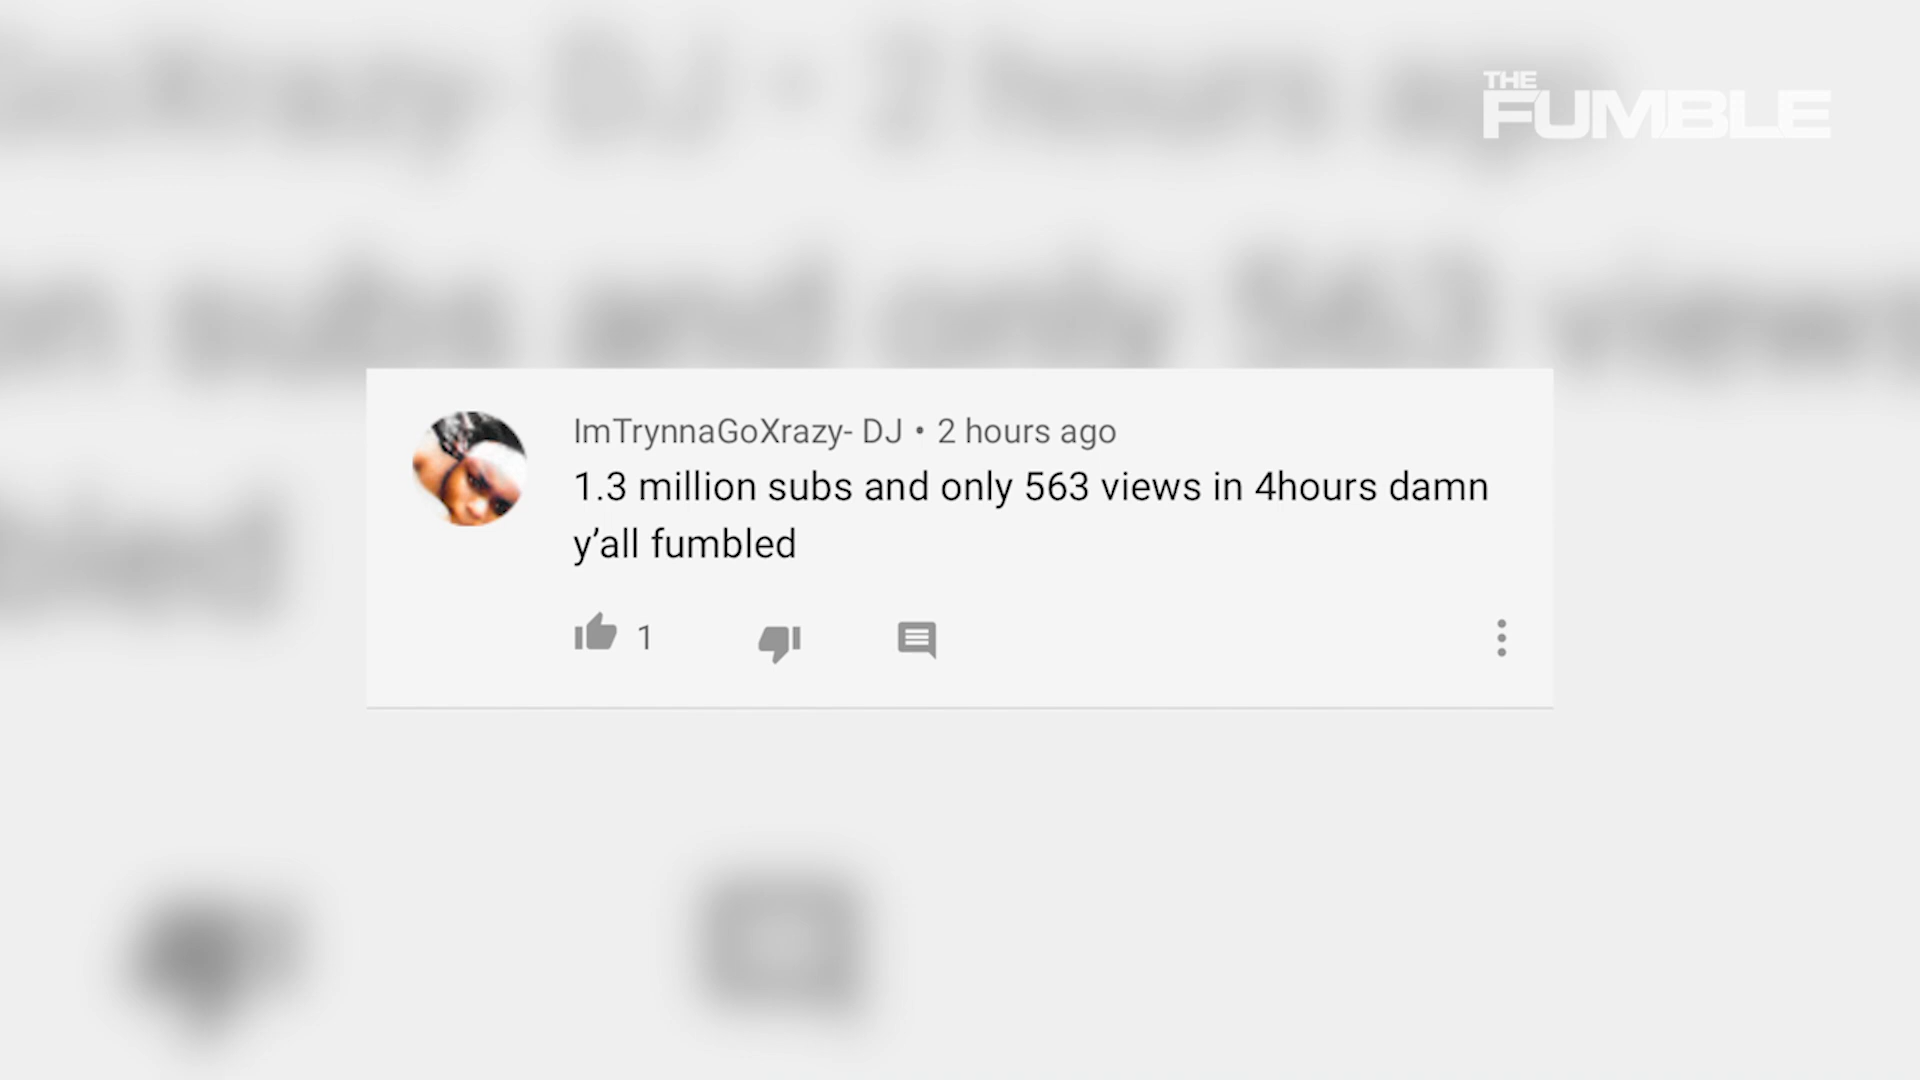 THE
FUMBLE
ImTrynnaGoXrazy- DJ • 2 hours ago
1.3 million subs and only 563 views in 4hours damn
y’all fumbled
1